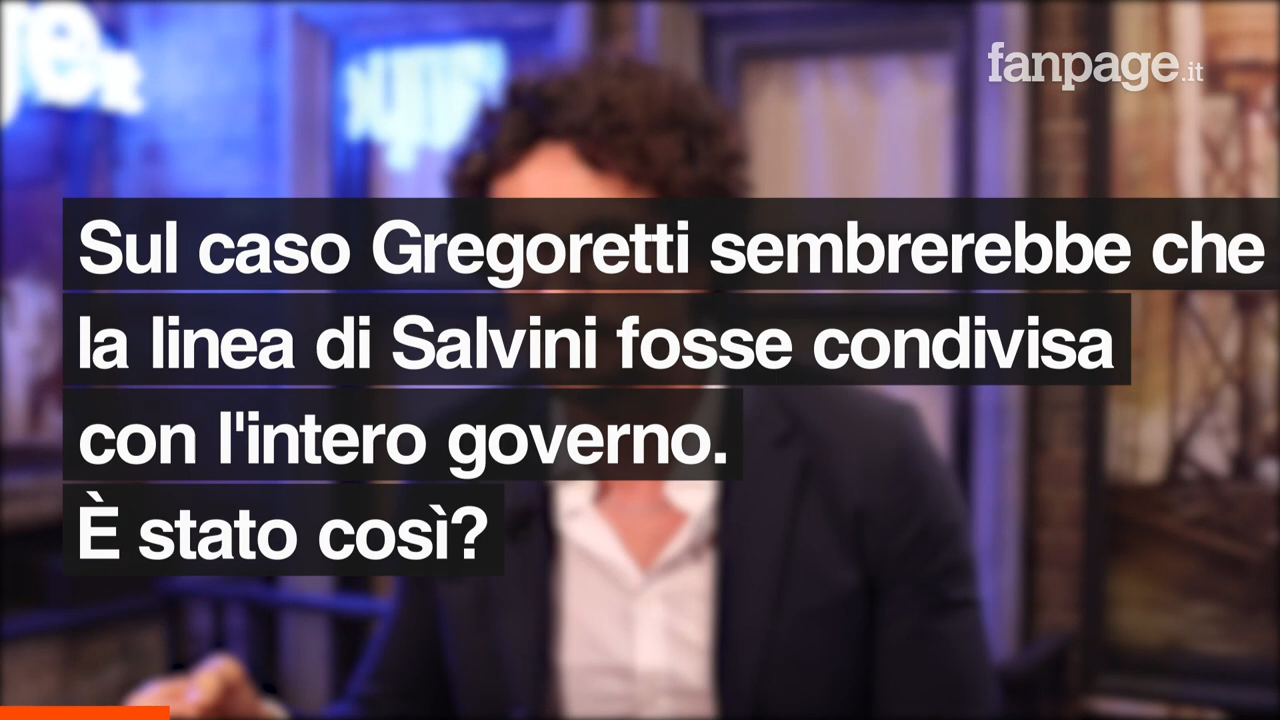 fanpage.it
Sul caso Gregoretti sembrerebbe che
la linea di Salvini fosse condivisa
con l'intero governo.
È stato così?